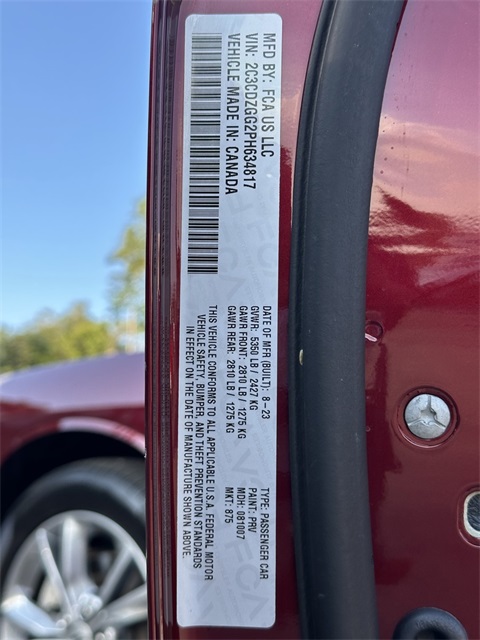 MFD BY: FCA US LLC
VIN: 2C3CDZGG2PH634817
VEHICLE MADE IN: CANADA
DATE OF MFR (BUILT): 8-23
GVWR: 5350 LB / 2427 KG
GAWR FRONT: 2810 LB / 1275 KG
GAWR REAR: 2810 LB / 1275 KG
TYPE: PASSENGER CAR
PAINT: PRV
MDH: 081007
MKT: 875
THIS VEHICLE CONFORMS TO ALL APPLICABLE U.S.A. FEDERAL MOTOR
VEHICLE SAFETY, BUMPER, AND THEFT PREVENTION STANDARDS
IN EFFECT ON THE DATE OF MANUFACTURE SHOWN ABOVE.